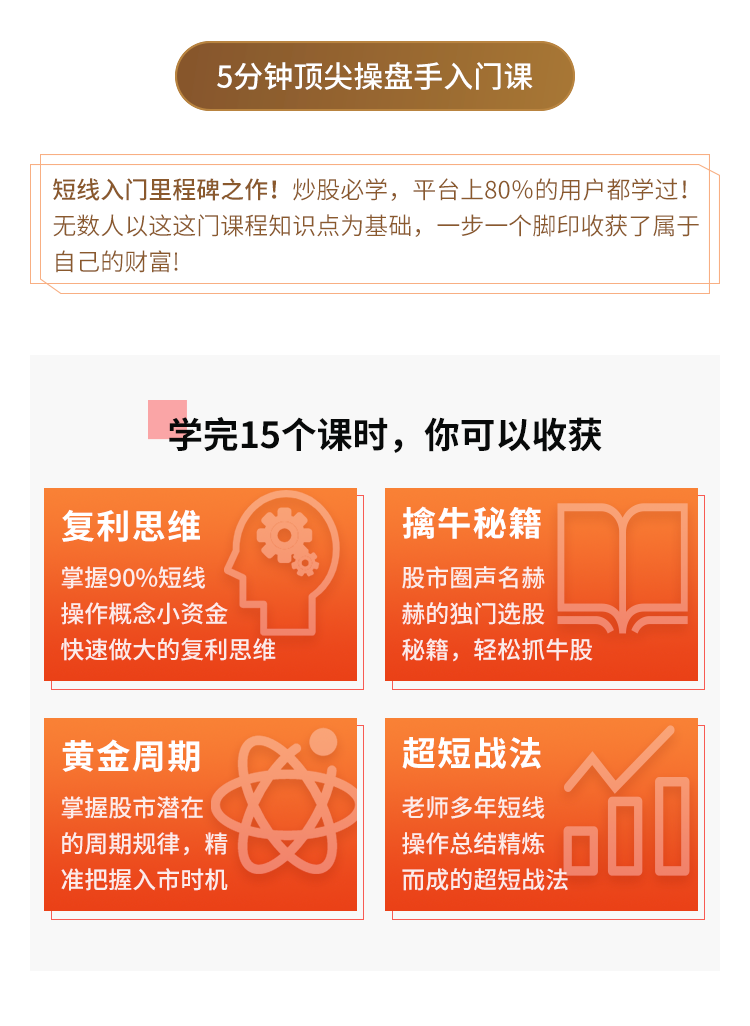 5分钟顶尖操盘手入门课
短线入门里程碑之作！炒股必学，平台上80%的用户都学过！
无数人以这这门课程知识点为基础，一步一个脚印收获了属于
自己的财富!
学完15个课时，你可以收获
复利思维
掌握90%短线
操作概念小资金
快速做大的复利思维
擒牛秘籍
股市圈声名赫
赫的独门选股
秘籍，轻松抓牛股
黄金周期
掌握股市潜在
的周期规律，精
准把握入市时机
超短战法
老师多年短线
操作总结精炼
而成的超短战法